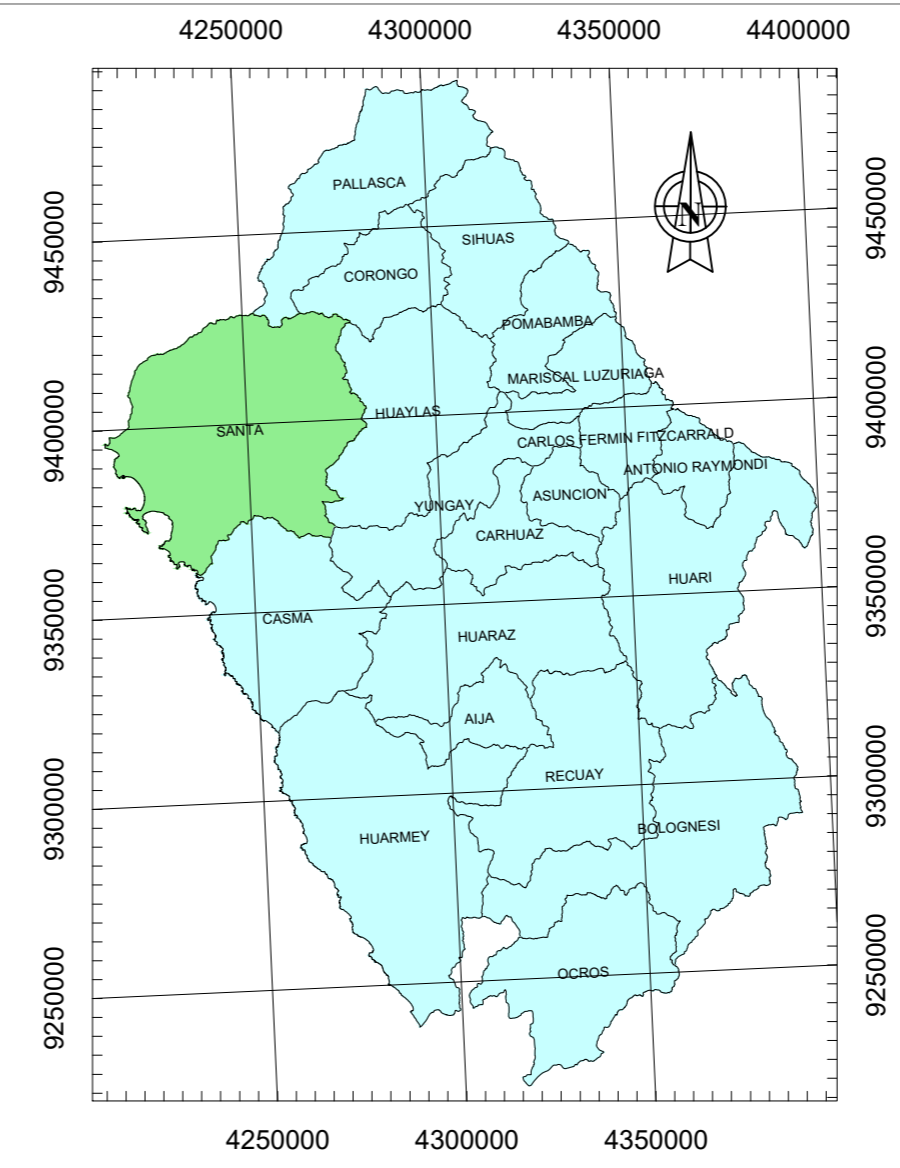 4250000 4300000 4350000 4400000
PALLASCA
N
9450000
9450000
SIHUAS
CORONGO
POMABAMBA
MARISCAL LUZURIAGA
9400000
9400000
HUAYLAS
SANTA
CARLOS FERMIN FITZCARRALD
ANTONIO RAYMONDI
ASUNCION
YUNGAY
CARHUAZ
HUARI
9350000
9350000
CASMA
HUARAZ
AIJA
RECUAY
9300000
9300000
BOLOGNESI
HUARMEY
OCROS
9250000
9250000
4250000 4300000 4350000